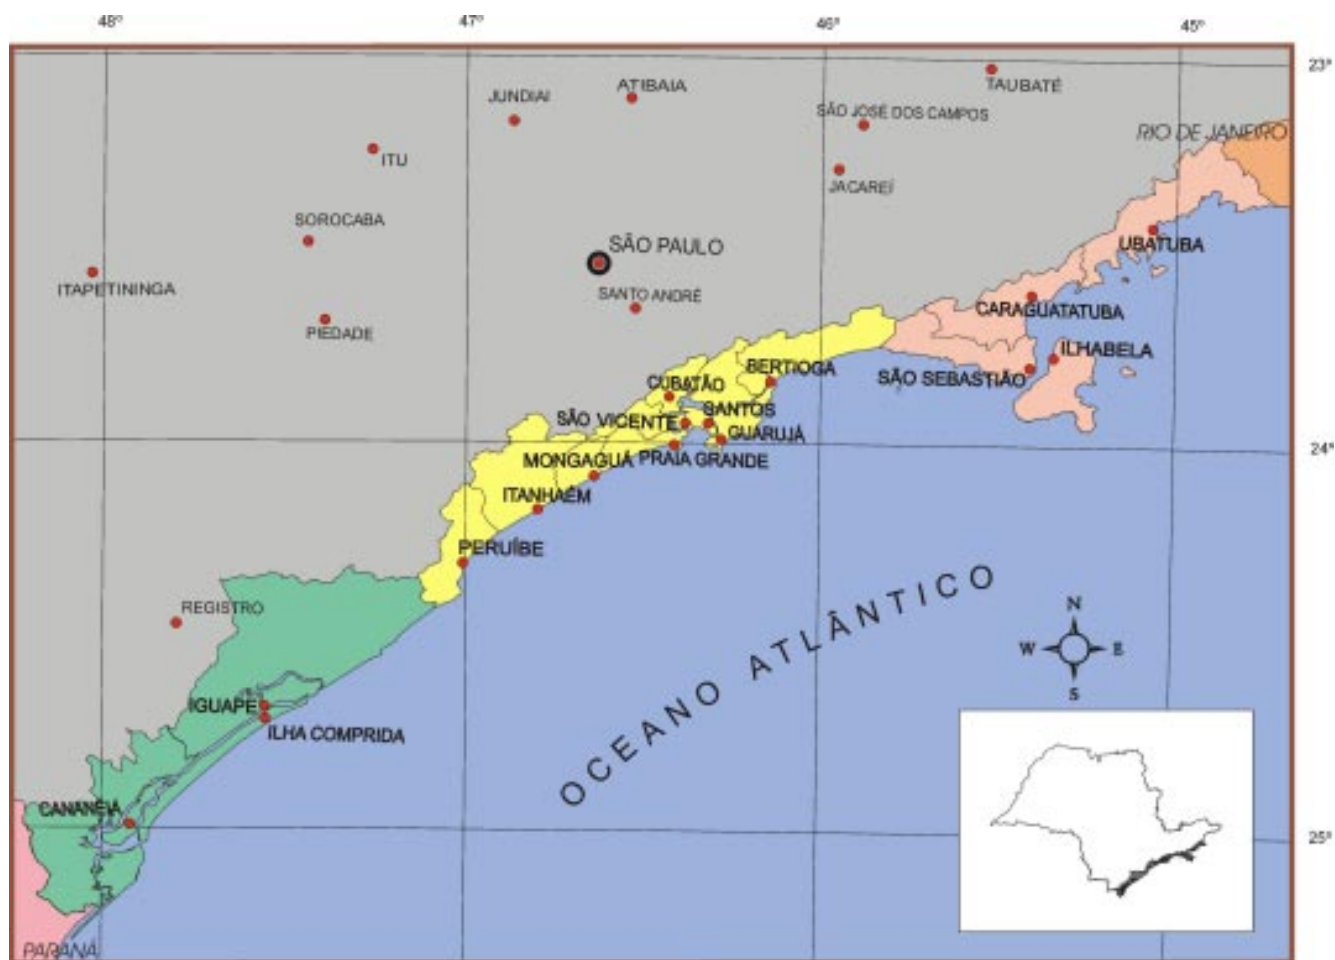 48°
47°
46°
45°
23°
TAUBATÉ
ATIBAIA
JUNDIAI
SÃO JOSÉ DOS CAMPOS
RIO DE JANEIRO
ITU
JACAREÍ
SOROCABA
SÃO PAULO
UBATUBA
ITAPETININGA
SANTO ANDRÉ
CARAGUATATUBA
PIEDADE
ILHABELA
BERTIOGA
SÃO SEBASTIÃO
CUBATÃO
SANTOS
SÃO VICENTE
GUARUJÁ
24°
MONGAGUÁ
PRAIA GRANDE
ITANHAÉM
PERUÍBE
OCEANO ATLÂNTICO
REGISTRO
N
W
E
S
IGUAPE
ILHA COMPRIDA
CANANÉIA
25°
PARANÁ